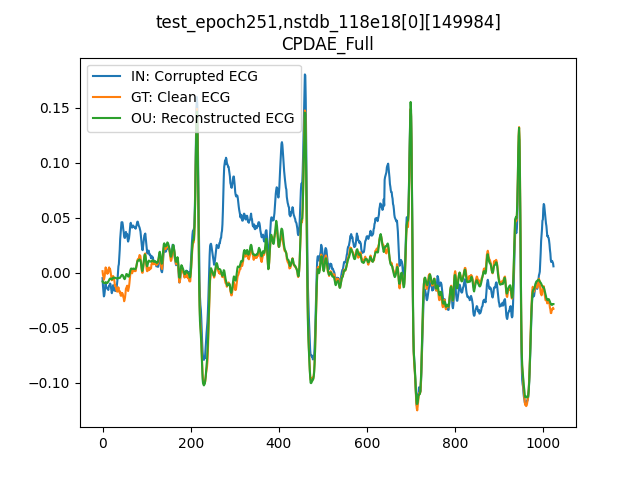 test_epoch251,nstdb_118e18[0][149984]
CPDAE_Full
IN: Corrupted ECG
GT: Clean ECG
OU: Reconstructed ECG
0.15
0.10
0.05
0.00
−0.05
−0.10
0 200 400 600 800 1000